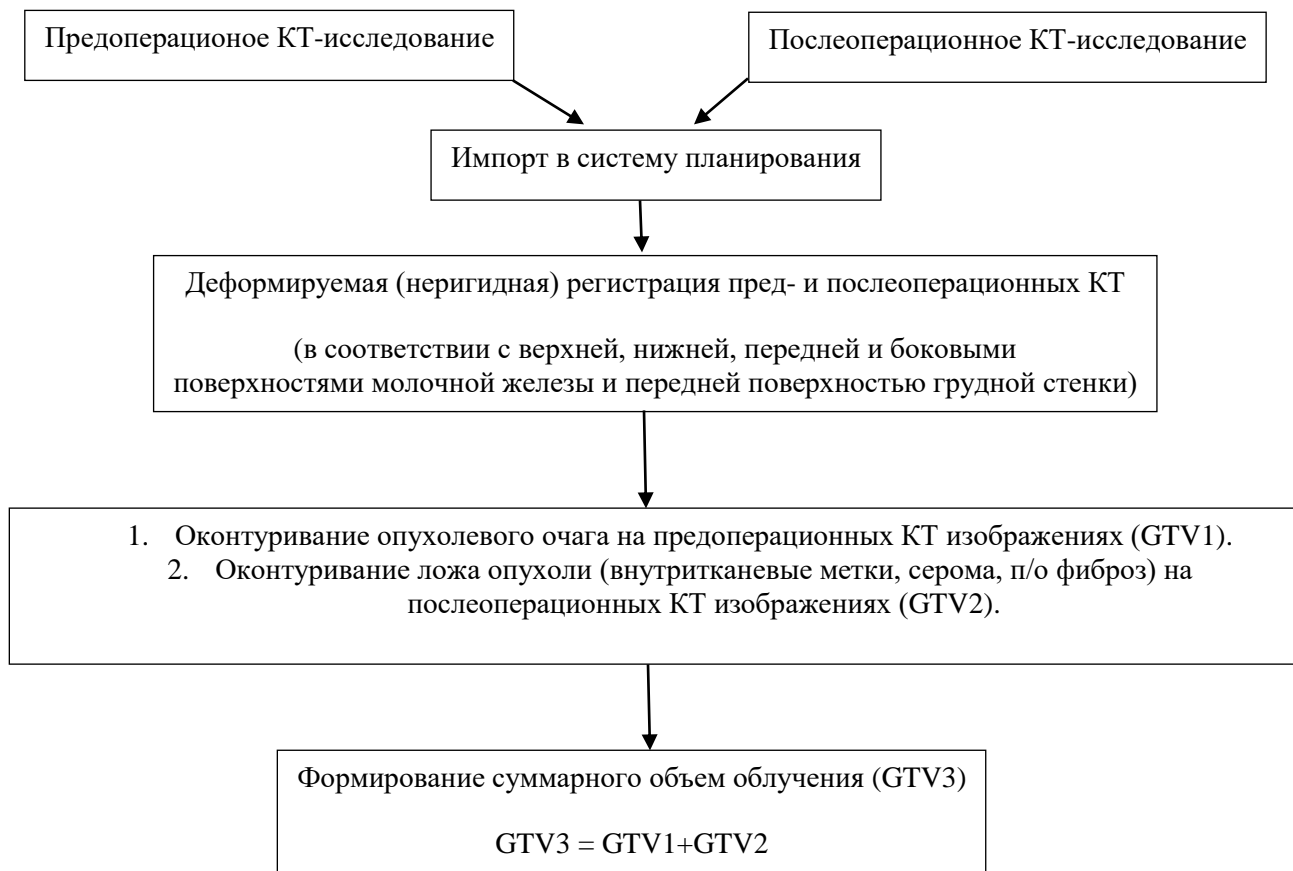 Предоперационое КТ-исследование
Послеоперационное КТ-исследование
Импорт в систему планирования
Деформируемая (неригидная) регистрация пред- и послеоперационных КТ
(в соответствии с верхней, нижней, передней и боковыми
поверхностями молочной железы и передней поверхностью грудной стенки)
1. Оконтуривание опухолевого очага на предоперационных КТ изображениях (GTV1).
2. Оконтуривание ложа опухоли (внутритканевые метки, серома, п/о фиброз) на
послеоперационных КТ изображениях (GTV2).
Формирование суммарного объем облучения (GTV3)
GTV3 = GTV1+GTV2